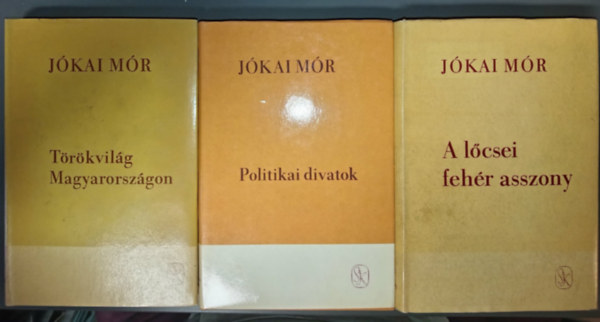 JÓKAI MÓR
Törökvilág
Magyarországon
JÓKAI MÓR
Politikai divatok
JÓKAI MÓR
A lőcsei
fehér asszony